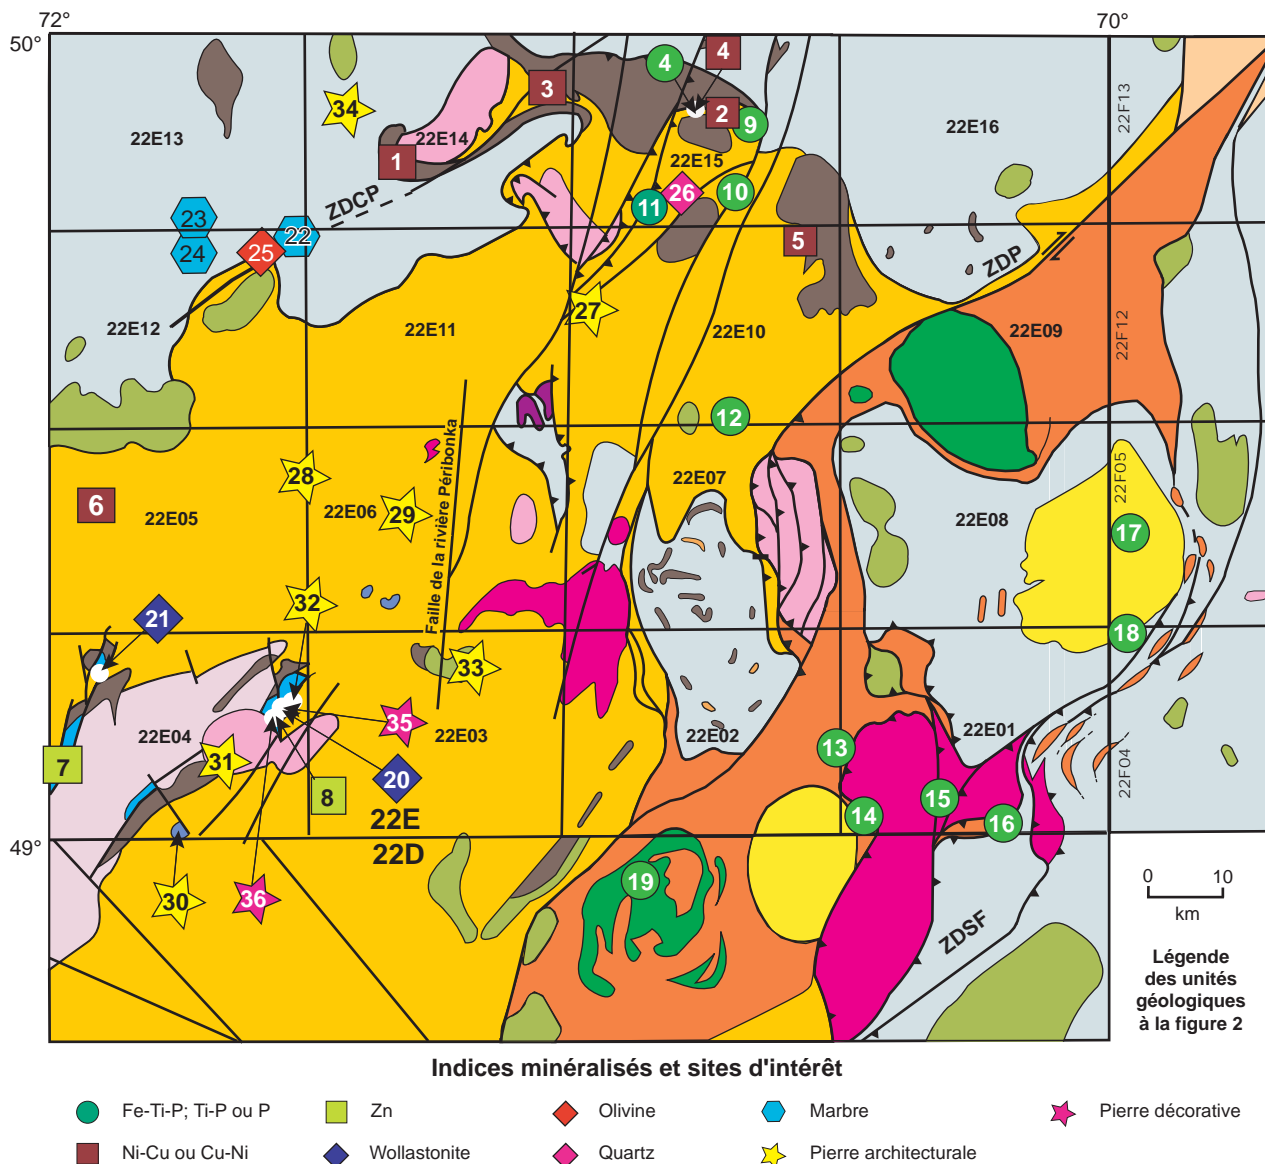 72°
70°
50°
4
4
3
2
9
34
22E13
22E14
22E16
22F13
1
22E15
26
10
11
ZDCP
23
22
24
25
5
ZDP
27
22E12
22E11
22E10
22E09
22F12
12
Faille de la rivière Péribonka
28
22E07
22F05
6
22E05
22E06
29
22E08
17
32
21
18
33
35
22E04
22E03
22E02
22E01
13
7
31
20
8
15
22F04
14
16
22E
49°
22D
19
30
36
ZDSF
0 10
km
Légende
des unités
géologiques
à la figure 2
Indices minéralisés et sites d'intérêt
Fe-Ti-P; Ti-P ou P
Zn
Olivine
Marbre
Pierre décorative
Ni-Cu ou Cu-Ni
Wollastonite
Quartz
Pierre architecturale